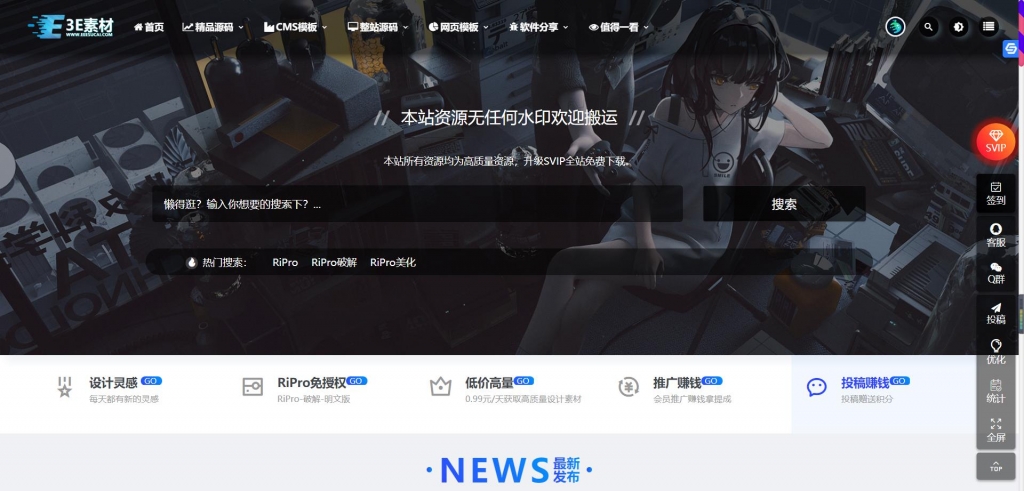 3E素材
WWW.EEESUCAI.COM
首页
精品源码
CMS模板
整站源码
网页模板
软件分享
值得一看
// 本站资源无任何水印欢迎搬运 //
本站所有资源均为高质量资源，升级SVIP全站免费下载。
懒得逛？输入你想要的搜索下？...
搜索
热门搜索：
RiPro
RiPro破解
RiPro美化
SVIP
签到
客服
Q群
投稿
优化
统计
全屏
TOP
设计灵感 GO
每天都有新的灵感
RiPro免授权 GO
RiPro-破解-明文版
低价高量 GO
0.99元/天获取高质量设计素材
推广赚钱 GO
会员推广赚钱拿提成
投稿赚钱 GO
投稿赠送积分
NEWS
最新
发布